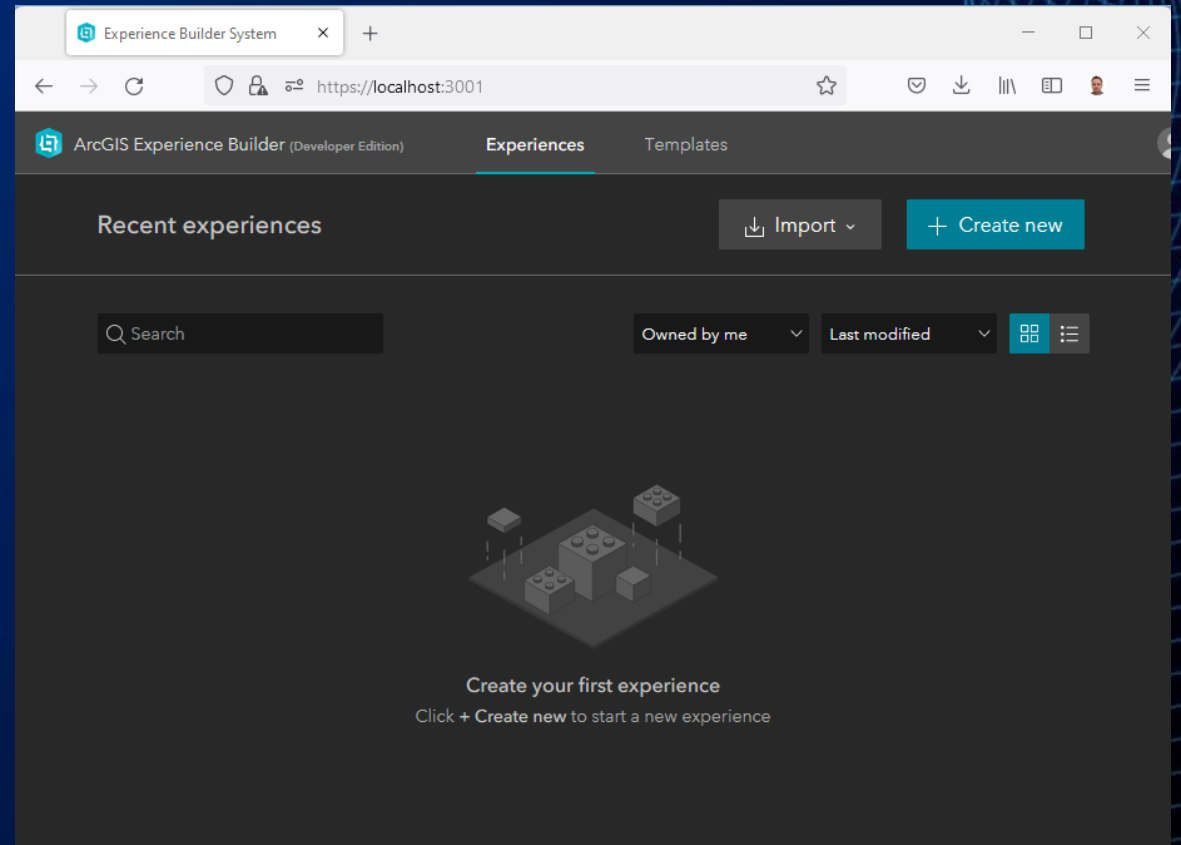 Experience Builder System
https://localhost:3001
ArcGIS Experience Builder (Developer Edition) Experiences Templates
Recent experiences Import + Create new
Search Owned by me Last modified
Create your first experience
Click + Create new to start a new experience